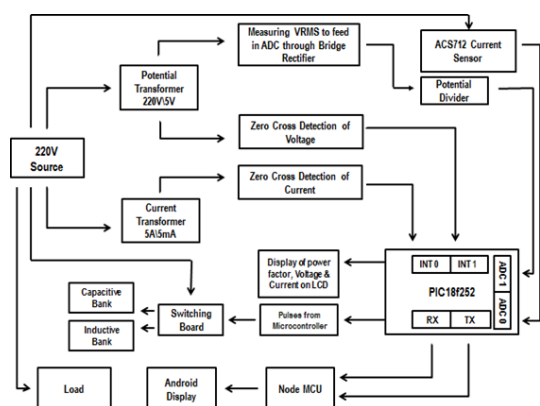 Measuring VRMS to feed
in ADC through Bridge
Rectifier
ACS712 Current
Sensor
Potential
Transformer
220V\5V
Potential
Divider
Zero Cross Detection of
Voltage
220V
Source
Zero Cross Detection of
Current
Current
Transformer
5A\5mA
INT 0
INT 1
ADC 1
ADC 0
PIC18f252
RX
TX
Display of power
factor, Voltage &
Current on LCD
Capacitive
Bank
Inductive
Bank
Switching
Board
Pulses from
Microcontroller
Load
Android
Display
Node MCU